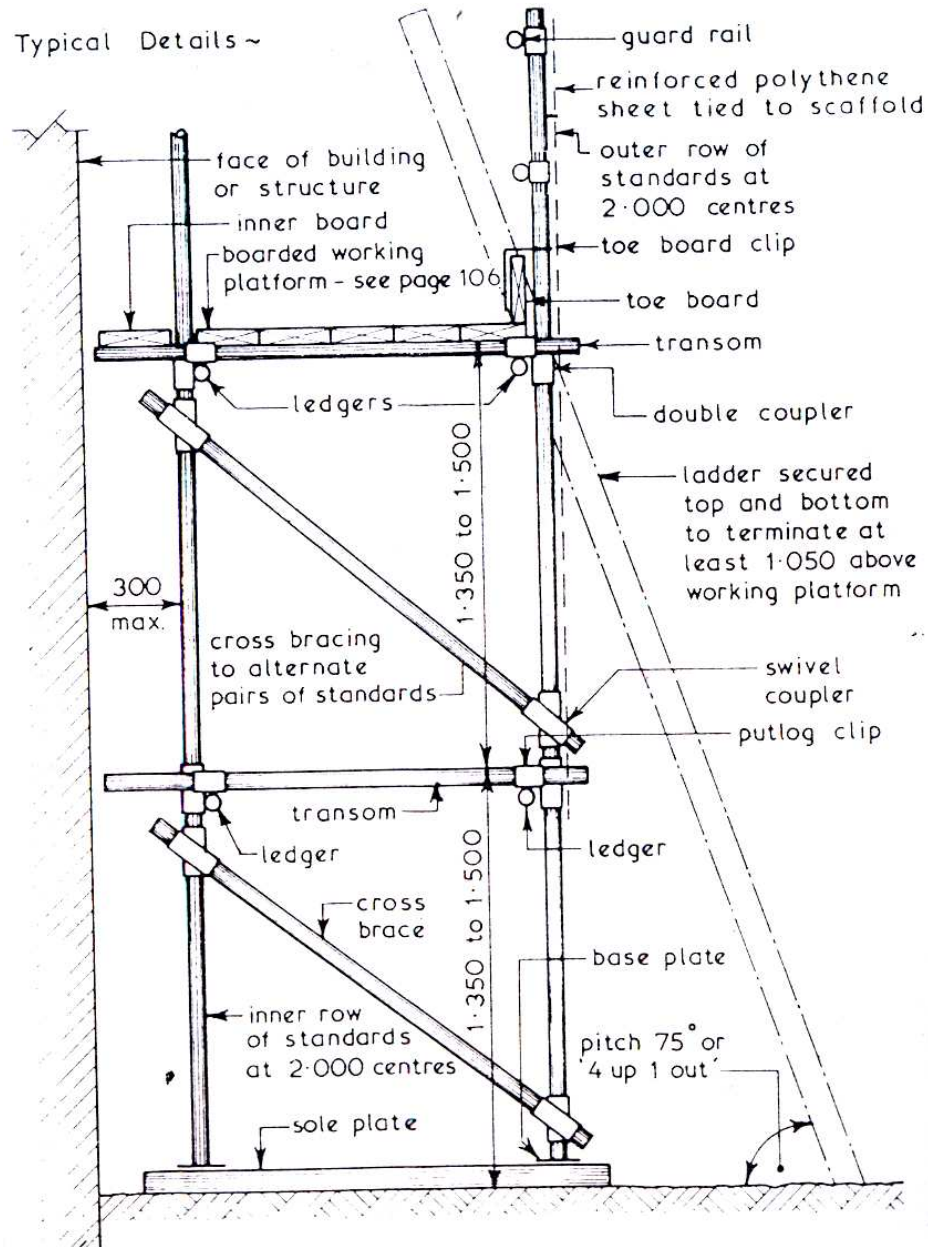 Typical Details ~
guard rail
reinforced polythene
sheet tied to scaffold
face of building
or structure
outer row of
standards at
2·000 centres
inner board
boarded working
platform - see page 106
toe board clip
toe board
transom
ledgers
double coupler
1·350 to 1·500
ladder secured
top and bottom
to terminate at
least 1·050 above
working platform
300
max.
cross bracing
to alternate
pairs of standards
swivel
coupler
putlog clip
transom
ledger
ledger
1·350 to 1·500
cross
brace
base plate
inner row
of standards
at 2·000 centres
pitch 75° or
'4 up 1 out'
sole plate